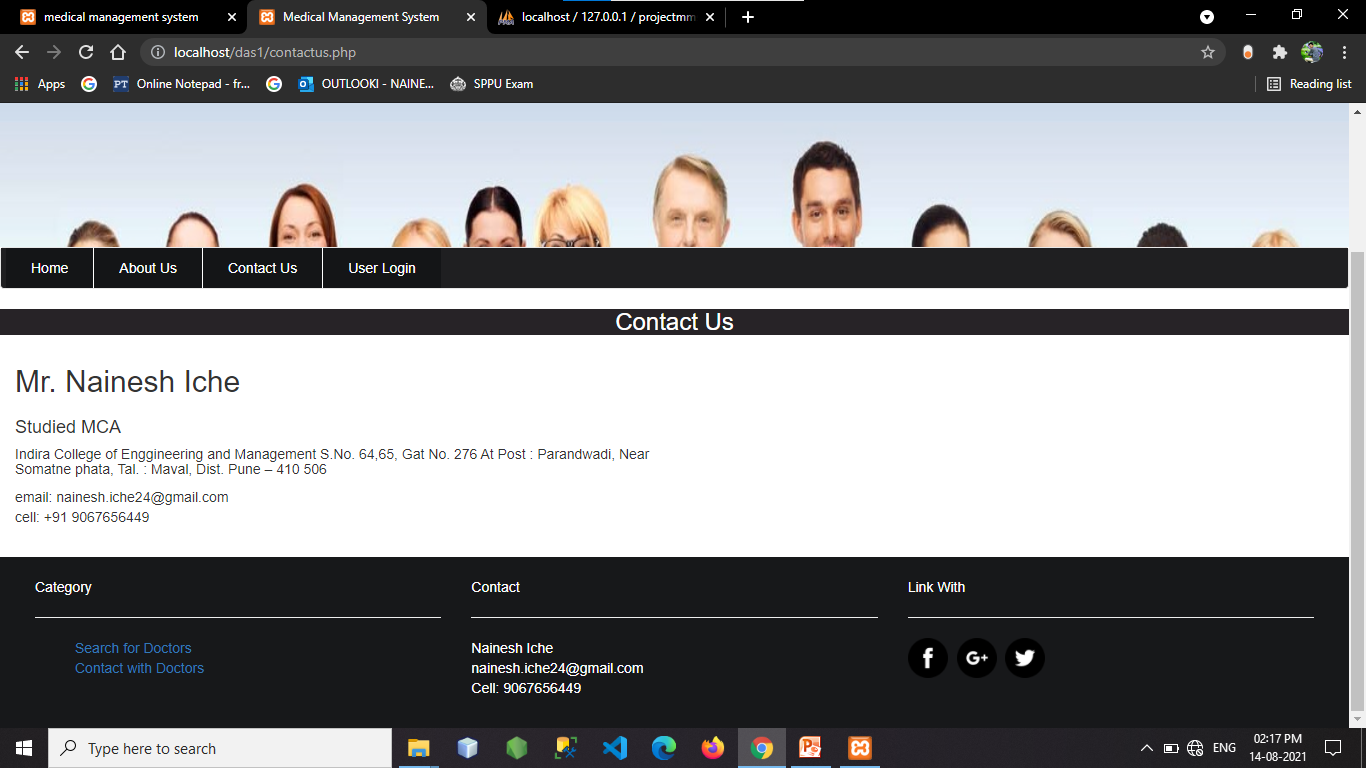 medical management system
Medical Management System
localhost / 127.0.0.1 / projectmm
localhost/das1/contactus.php
Apps
PT
Online Notepad - fr...
OUTLOOKI - NAINE...
SPPU Exam
Reading list
Home
About Us
Contact Us
User Login
Contact Us
Mr. Nainesh Iche
Studied MCA
Indira College of Enggineering and Management S.No. 64,65, Gat No. 276 At Post : Parandwadi, Near
Somatne phata, Tal. : Maval, Dist. Pune – 410 506
email: nainesh.iche24@gmail.com
cell: +91 9067656449
Category
Contact
Link With
Search for Doctors
Contact with Doctors
Nainesh Iche
nainesh.iche24@gmail.com
Cell: 9067656449
Type here to search
ENG
02:17 PM
14-08-2021